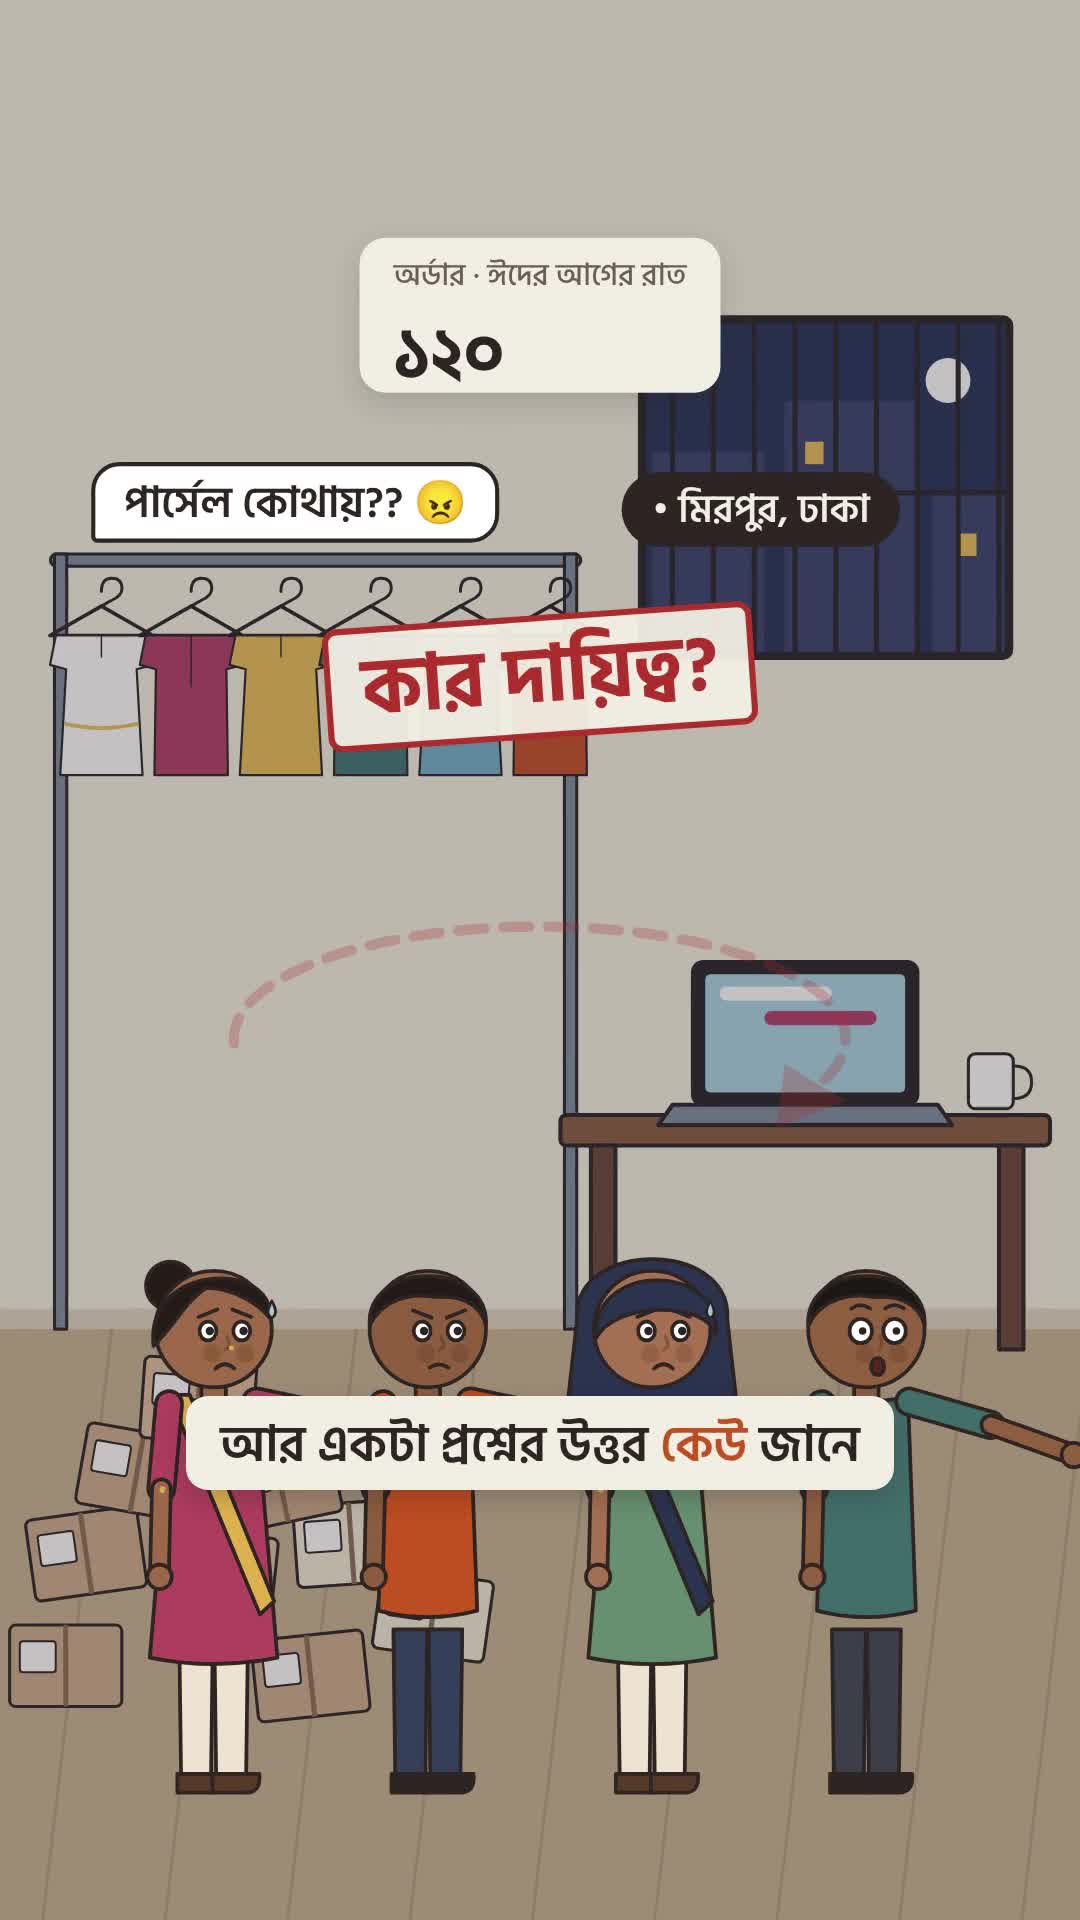 অর্ডার · ঈদের আগের রাত
১২০
পার্সেল কোথায়?? 😠
• মিরপুর, ঢাকা
কার দায়িত্ব?
আর একটা প্রশ্নের উত্তর কেউ জানে